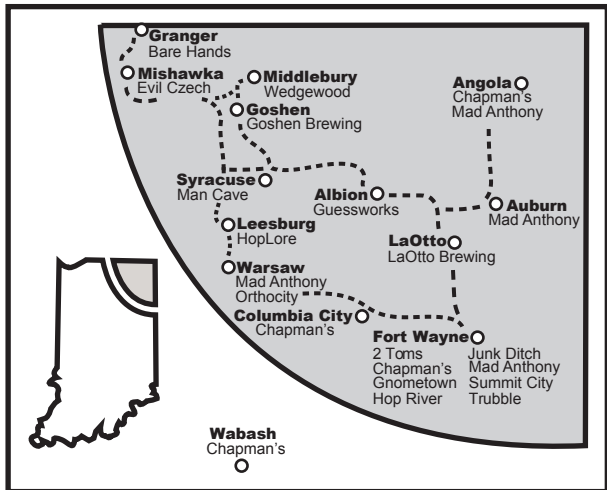 Granger
Bare Hands
Mishawka
Evil Czech
Middlebury
Wedgewood
Goshen
Goshen Brewing
Angola
Chapman's
Mad Anthony
Syracuse
Man Cave
Albion
Guessworks
Auburn
Mad Anthony
Leesburg
HopLore
LaOtto
LaOtto Brewing
Warsaw
Mad Anthony
Orthocity
Columbia City
Chapman's
Fort Wayne
2 Toms
Chapman's
Gnometown
Hop River
Junk Ditch
Mad Anthony
Summit City
Trubble
Wabash
Chapman's